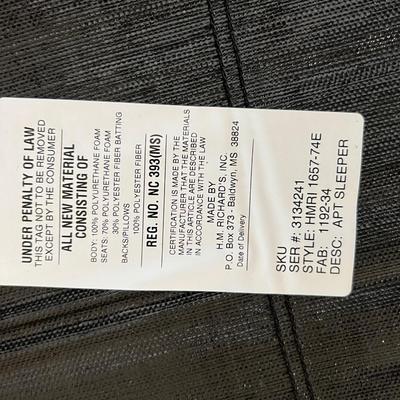 UNDER PENALTY OF LAW
THIS TAG NOT TO BE REMOVED
EXCEPT BY THE CONSUMER
ALL NEW MATERIAL
CONSISTING OF
BODY: 100% POLYURETHANE FOAM
SEATS: 70% POLYURETHANE FOAM
30% POLYESTER FIBER BATTING
BACKS/PILLOWS
100% POLYESTER FIBER
REG. NO. NC 393(MS)
CERTIFICATION IS MADE BY THE
MANUFACTURER THAT THE MATERIALS
IN THIS ARTICLE ARE DESCRIBED
IN ACCORDANCE WITH THE LAW
MADE BY
H.M. RICHARD'S, INC.
P.O. Box 373 - Baldwyn, MS 38824
Date of Delivery
SKU
SER #: 3134241
STYLE: HMRI 1657-74E
FAB: 1192-34
DESC: APT SLEEPER